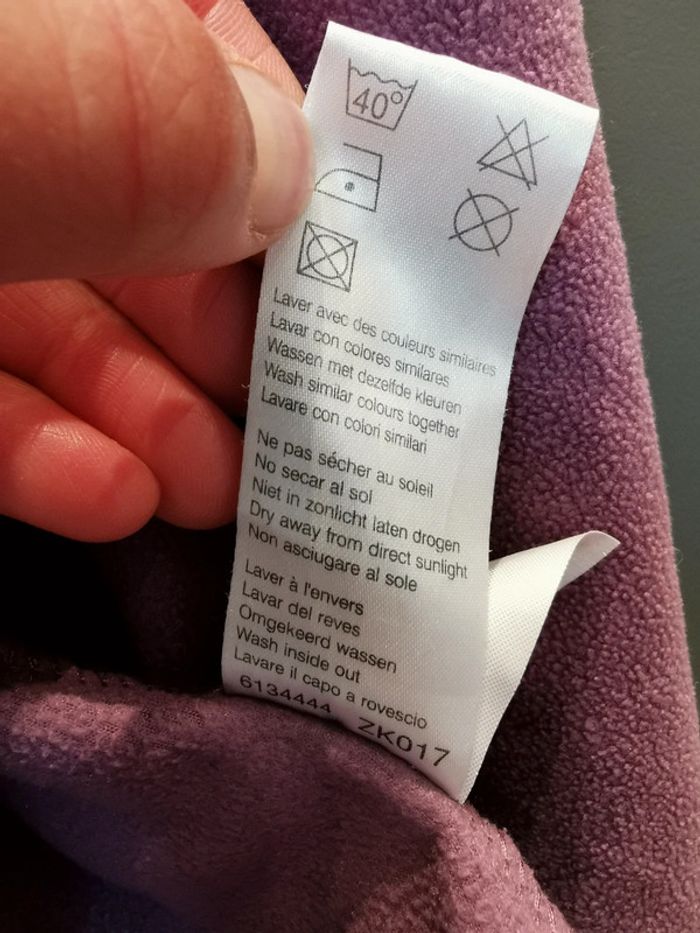 40°
Laver avec des couleurs similaires
Lavar con colores similares
Wassen met dezelfde kleuren
Wash similar colours together
Lavare con colori similari
Ne pas sécher au soleil
No secar al sol
Niet in zonlicht laten drogen
Dry away from direct sunlight
Non asciugare al sole
Laver à l'envers
Lavar del reves
Omgekeerd wassen
Wash inside out
Lavare il capo a rovescio
6134444 ZK017